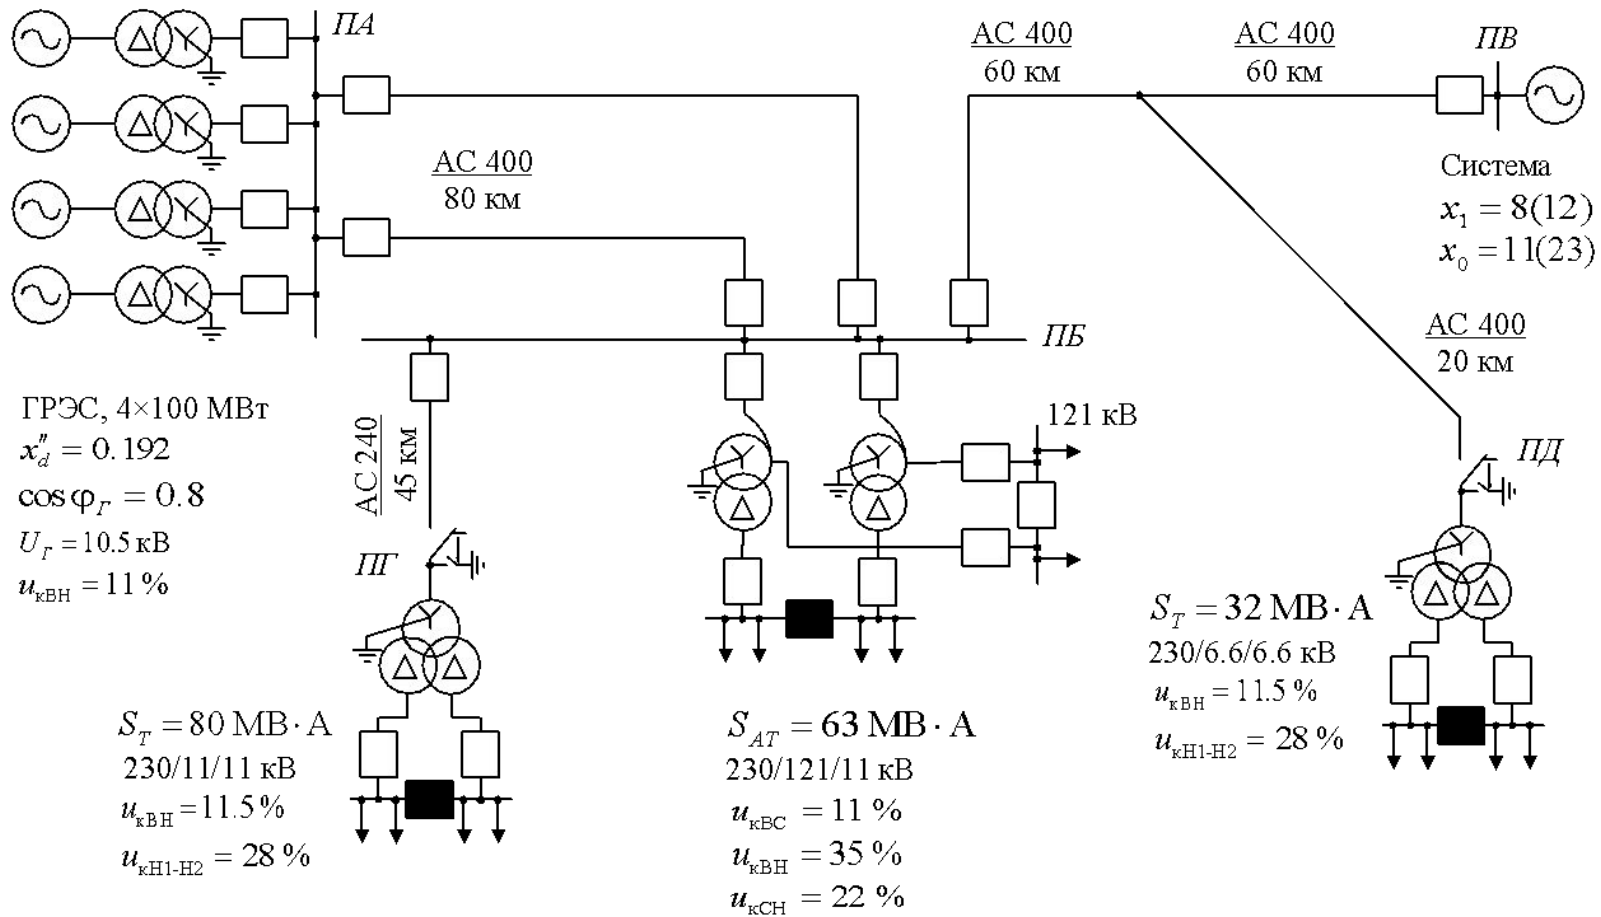 ПА
АС 400
60 км
АС 400
60 км
ПВ
АС 400
80 км
Система
x₁ = 8(12)
x₀ = 11(23)
АС 400
20 км
ПБ
ГРЭС, 4×100 МВт
x″d = 0.192
cos φГ = 0.8
UГ = 10.5 кВ
uкВН = 11 %
АС 240
45 км
121 кВ
ПД
ПГ
SТ = 32 МВ·А
230/6.6/6.6 кВ
uкВН = 11.5 %
uкН1-Н2 = 28 %
SТ = 80 МВ·А
230/11/11 кВ
uкВН = 11.5 %
uкН1-Н2 = 28 %
SАТ = 63 МВ·А
230/121/11 кВ
uкВС = 11 %
uкВН = 35 %
uкСН = 22 %